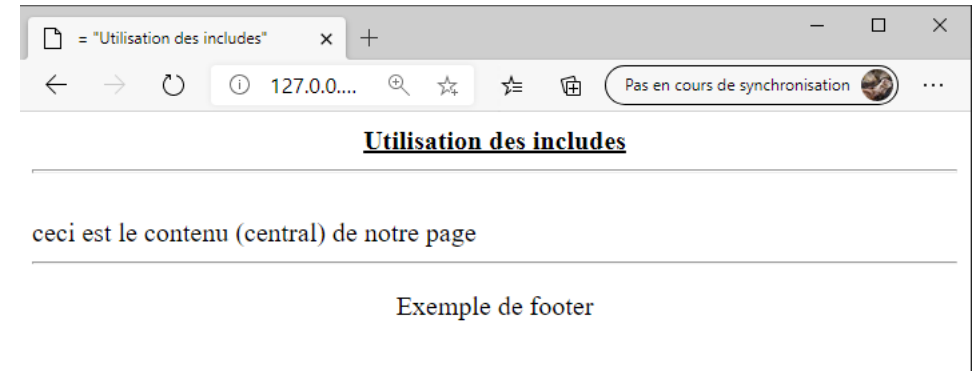 = "Utilisation des includes"
127.0.0....
Pas en cours de synchronisation
Utilisation des includes
ceci est le contenu (central) de notre page
Exemple de footer